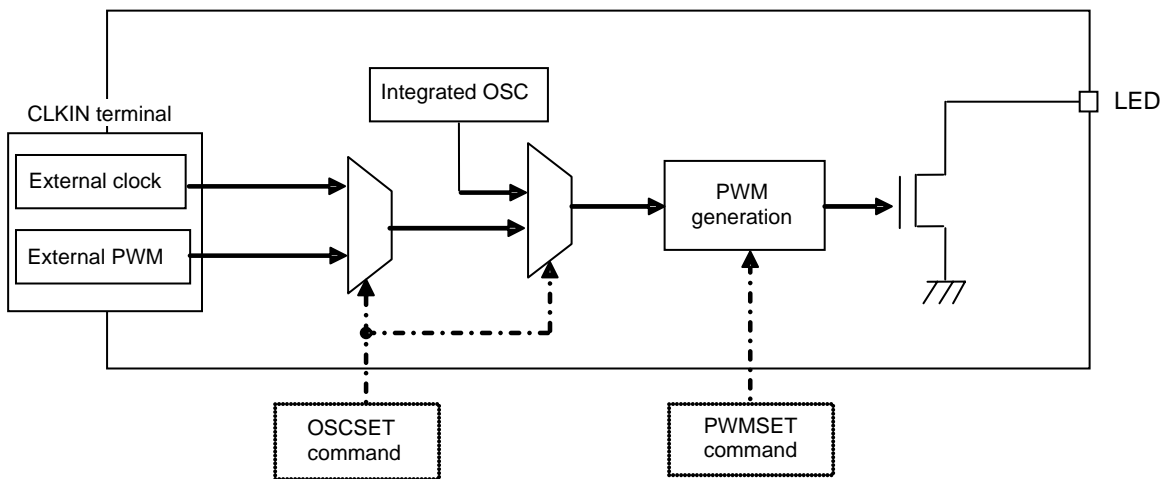 Integrated OSC
LED
CLKIN terminal
External clock
PWM
generation
External PWM
OSCSET
command
PWMSET
command